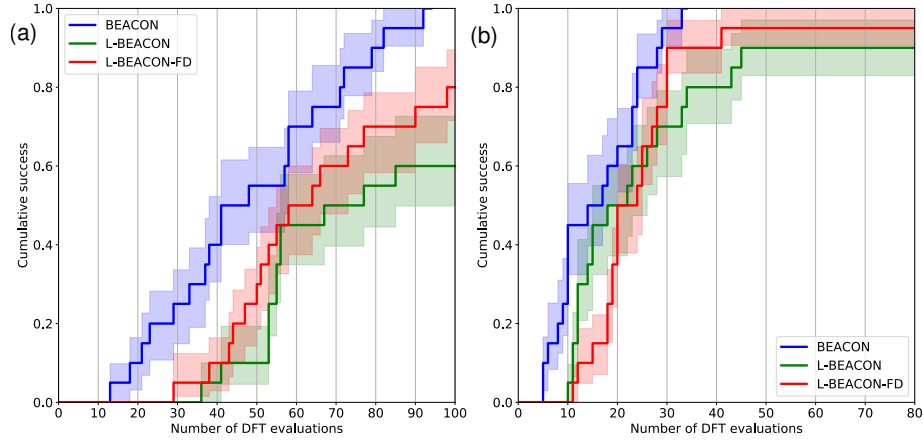 (a)
BEACON
L-BEACON
L-BEACON-FD
1.0
0.8
0.6
0.4
0.2
0.0
Cumulative success
0 10 20 30 40 50 60 70 80 90 100
Number of DFT evaluations
(b)
1.0
0.8
0.6
0.4
0.2
0.0
Cumulative success
BEACON
L-BEACON
L-BEACON-FD
0 10 20 30 40 50 60 70 80
Number of DFT evaluations